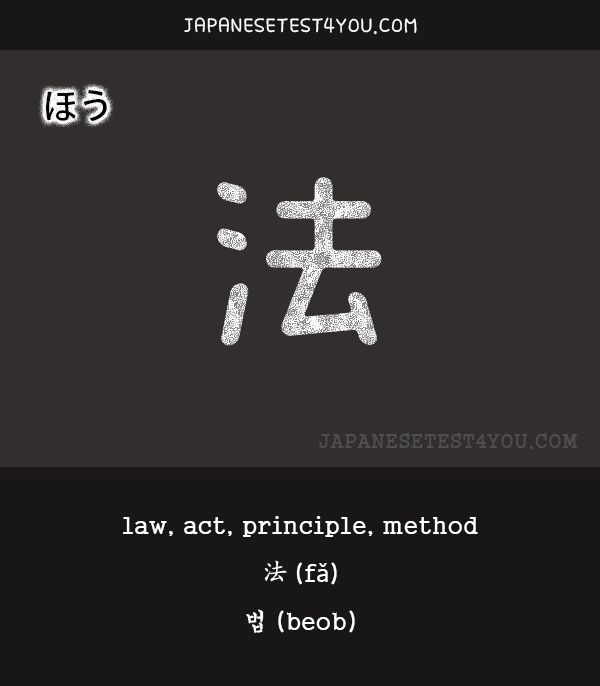 JAPANESETEST4YOU.COM
ほう
法
JAPANESETEST4YOU.COM
law, act, principle, method
法 (fǎ)
법 (beob)